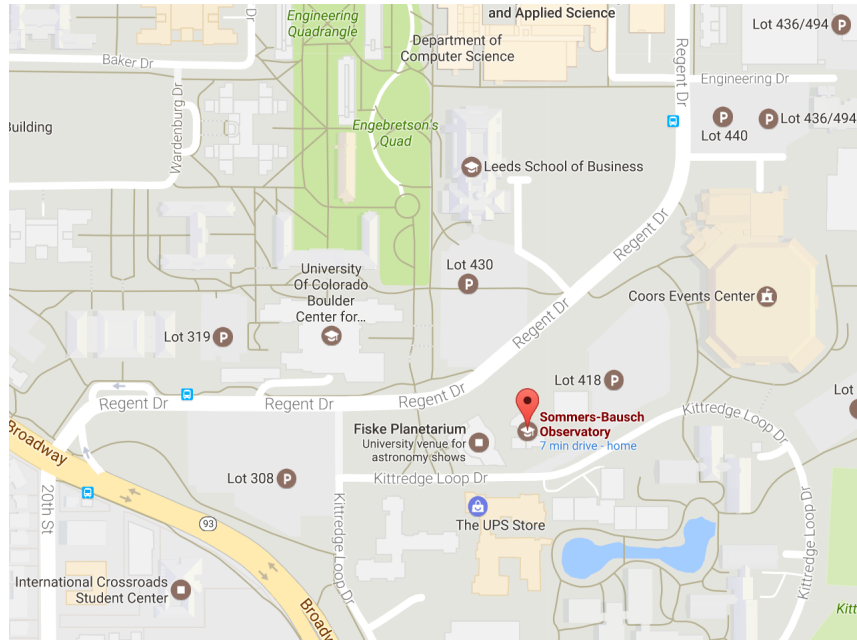 Engineering
Quadrangle
and Applied Science
Department of
Computer Science
Dr
Regent Dr
Lot 436/494
P
Baker Dr
Engineering Dr
Wardenburg Dr
P
Lot 440
P
Lot 436/494
Building
Engebretson's
Quad
Leeds School of Business
Regent Dr
Lot 430
P
University
Of Colorado
Boulder
Center for...
Coors Events Center
Regent Dr
Lot 319
P
Lot 418
P
Lot
Regent Dr
Regent Dr
Regent Dr
Kittredge Loop Dr
Sommers-Bausch
Observatory
7 min drive - home
Fiske Planetarium
University venue for
astronomy shows
Broadway
Lot 308
P
Kittredge Loop Dr
20th St
93
Kittredge Loop Dr
The UPS Store
Kittredge Loop Dr
International Crossroads
Student Center
Broadw
Kitt